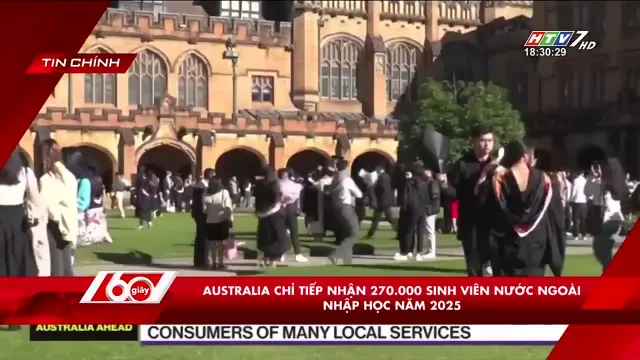 TIN CHÍNH
HTV7 HD
18:30:29
60 giây
AUSTRALIA CHỈ TIẾP NHẬN 270.000 SINH VIÊN NƯỚC NGOÀI
NHẬP HỌC NĂM 2025
AUSTRALIA AHEAD
CONSUMERS OF MANY LOCAL SERVICES